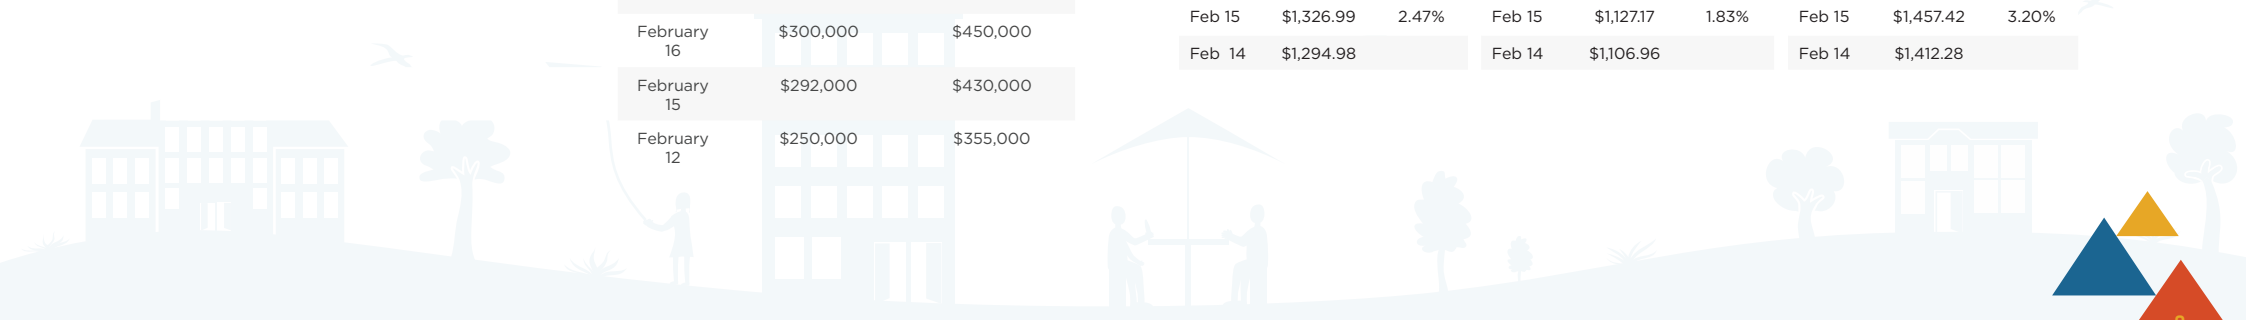 February $300,000 $450,000
16
February $292,000 $430,000
15
February $250,000 $355,000
12
Feb 15 $1,326.99 2.47% Feb 15 $1,127.17 1.83% Feb 15 $1,457.42 3.20%
Feb 14 $1,294.98 Feb 14 $1,106.96 Feb 14 $1,412.28